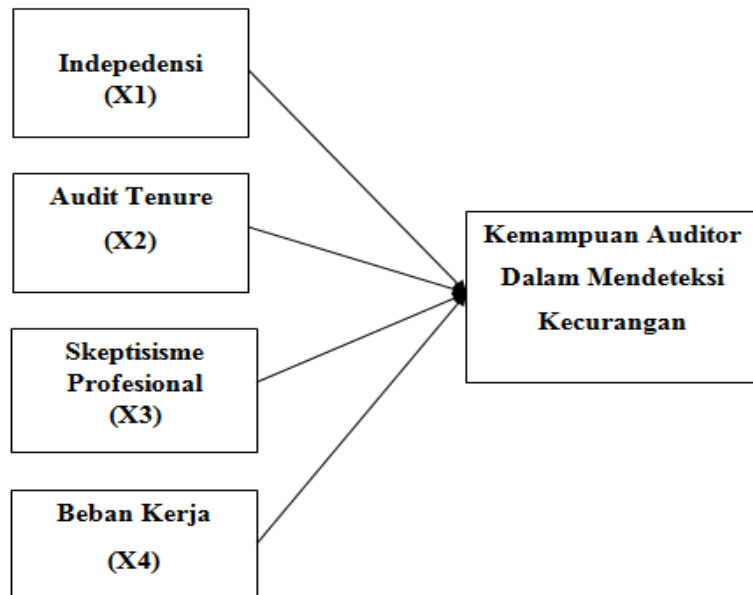 Indepedensi
(X1)
Audit Tenure
(X2)
Skeptisisme
Profesional
(X3)
Beban Kerja
(X4)
Kemampuan Auditor
Dalam Mendeteksi
Kecurangan